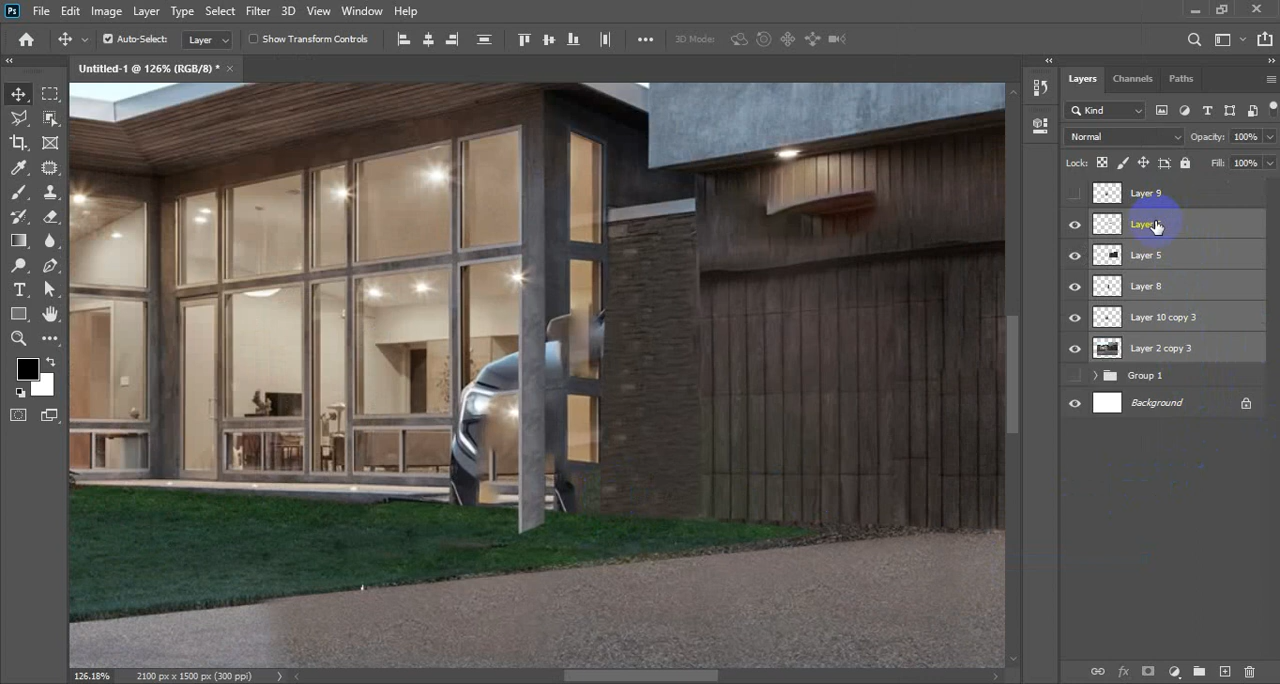 Ps File Edit Image Layer Type Select Filter 3D View Window Help
Auto-Select: Layer Show Transform Controls 3D Mode:
Untitled-1 @ 126% (RGB/8) * ×
Layers Channels Paths
Kind
Normal Opacity: 100%
Lock: Fill: 100%
Layer 9
Layer
Layer 5
Layer 8
Layer 10 copy 3
Layer 2 copy 3
Group 1
Background
126.18% 2100 px x 1500 px (300 ppi)